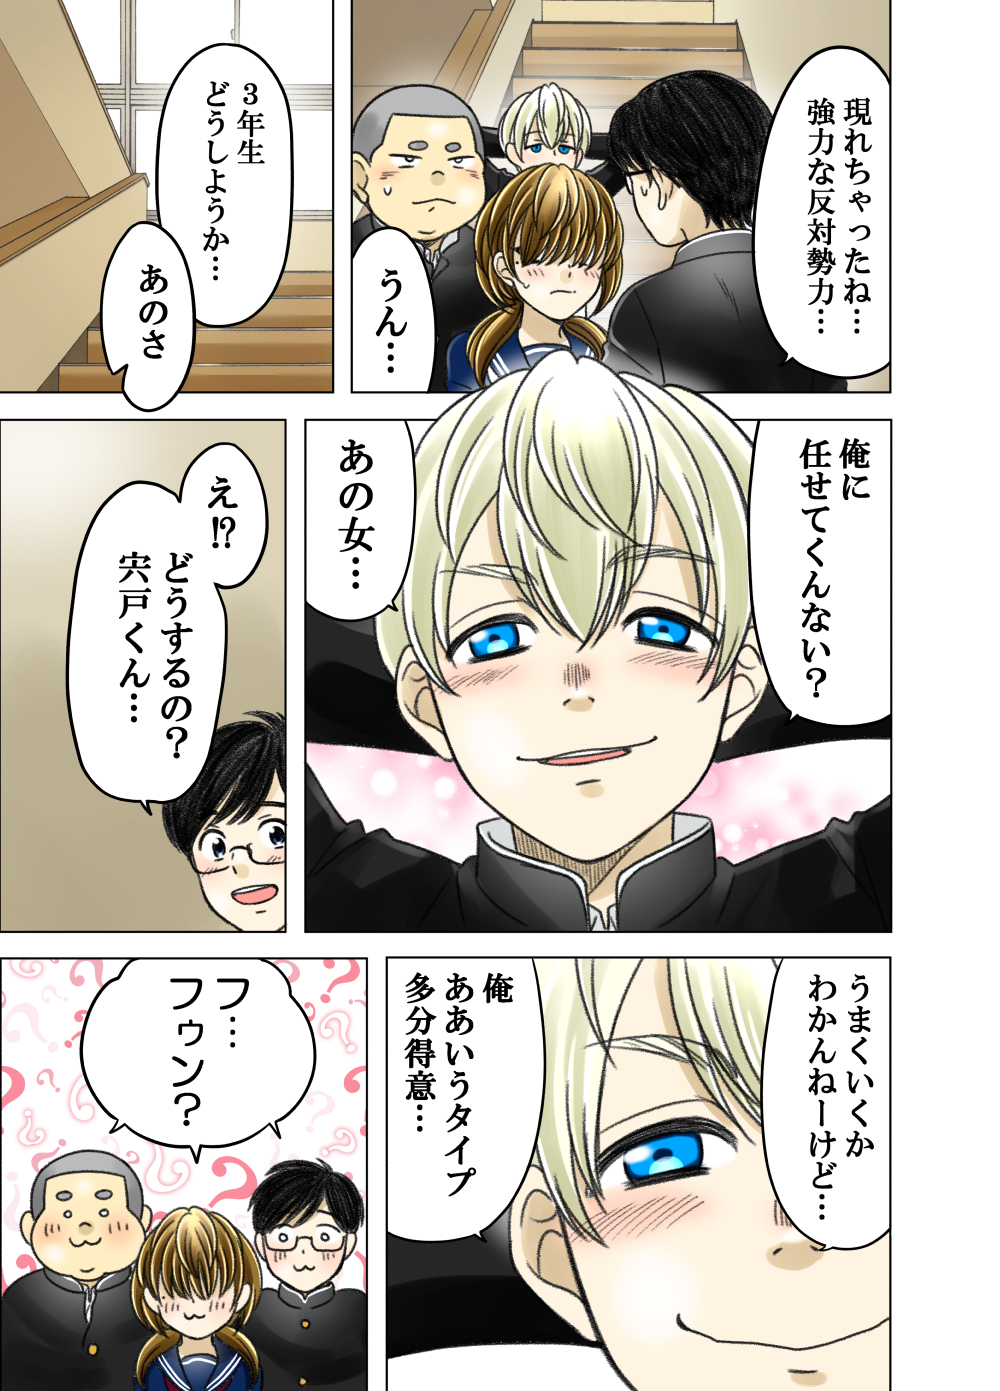 現れちゃったね…
強力な反対勢力…
うん…
3年生
どうしようか…
あのさ
俺に
任せてくんない?
あの女…
え!?
どうするの?
宍戸くん…
うまくいくか
わかんねーけど…
俺
ああいうタイプ
多分得意…
フ…
フゥン?